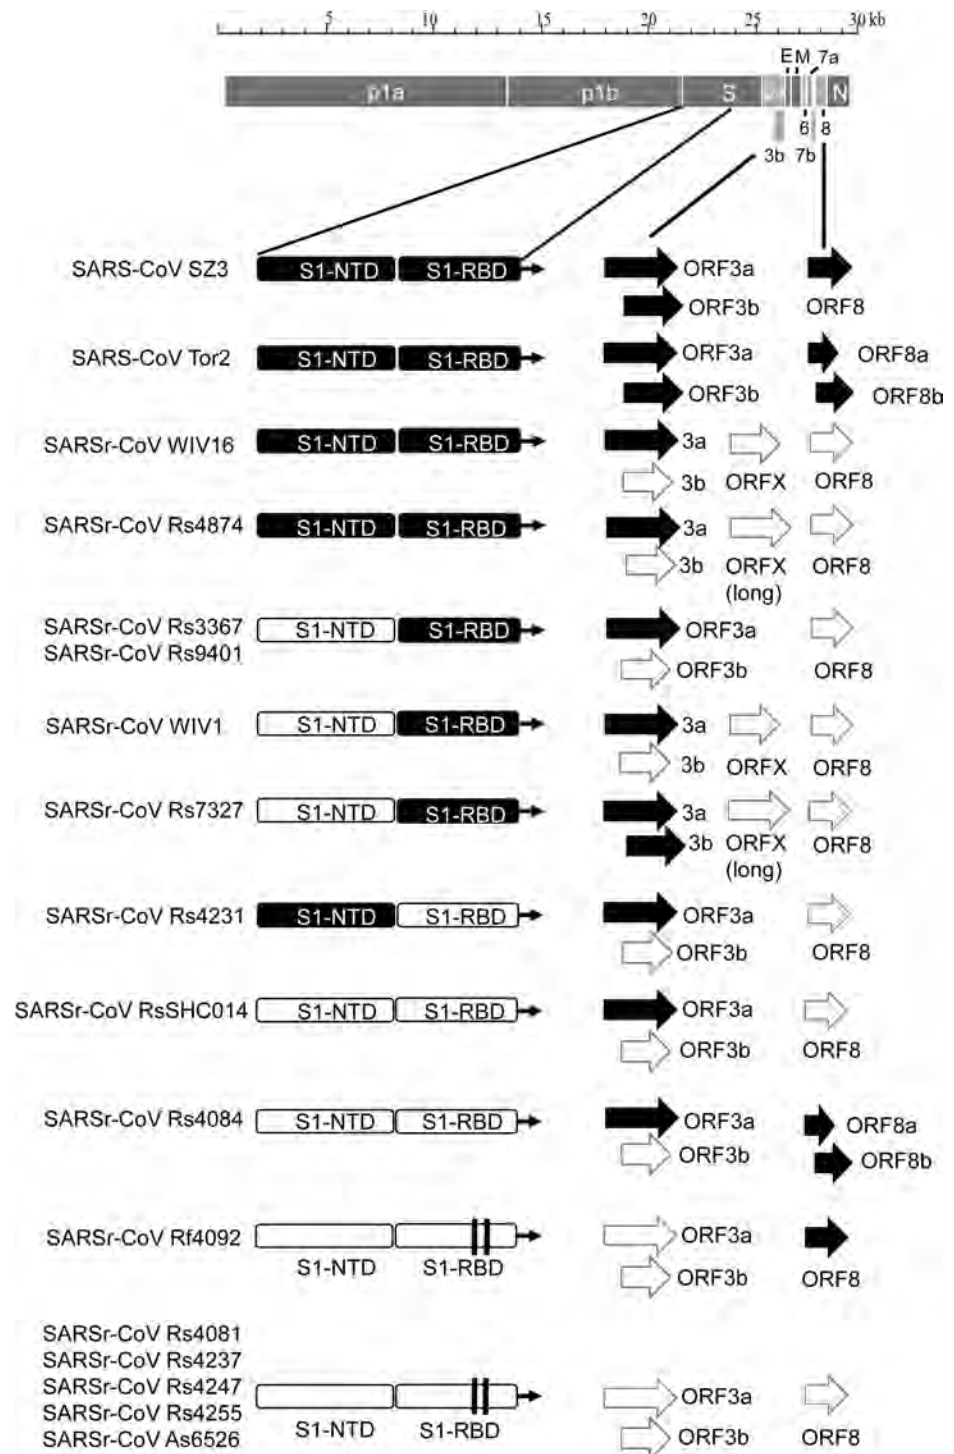 5 10 15 20 25 30 kb
E M 7a
p1a p1b S N
6 8
3b 7b
SARS-CoV SZ3 S1-NTD S1-RBD ORF3a
ORF3b ORF8
SARS-CoV Tor2 S1-NTD S1-RBD ORF3a ORF8a
ORF3b ORF8b
SARSr-CoV WIV16 S1-NTD S1-RBD 3a
3b ORFX ORF8
SARSr-CoV Rs4874 S1-NTD S1-RBD 3a
3b ORFX ORF8
(long)
SARSr-CoV Rs3367 S1-NTD S1-RBD ORF3a
SARSr-CoV Rs9401 ORF3b ORF8
SARSr-CoV WIV1 S1-NTD S1-RBD 3a
3b ORFX ORF8
SARSr-CoV Rs7327 S1-NTD S1-RBD 3a
3b ORFX ORF8
(long)
SARSr-CoV Rs4231 S1-NTD S1-RBD ORF3a
ORF3b ORF8
SARSr-CoV RsSHC014 S1-NTD S1-RBD ORF3a
ORF3b ORF8
SARSr-CoV Rs4084 S1-NTD S1-RBD ORF3a ORF8a
ORF3b ORF8b
SARSr-CoV Rf4092 ORF3a
S1-NTD S1-RBD ORF3b ORF8
SARSr-CoV Rs4081
SARSr-CoV Rs4237
SARSr-CoV Rs4247 ORF3a
SARSr-CoV Rs4255 S1-NTD S1-RBD
SARSr-CoV As6526 ORF3b ORF8